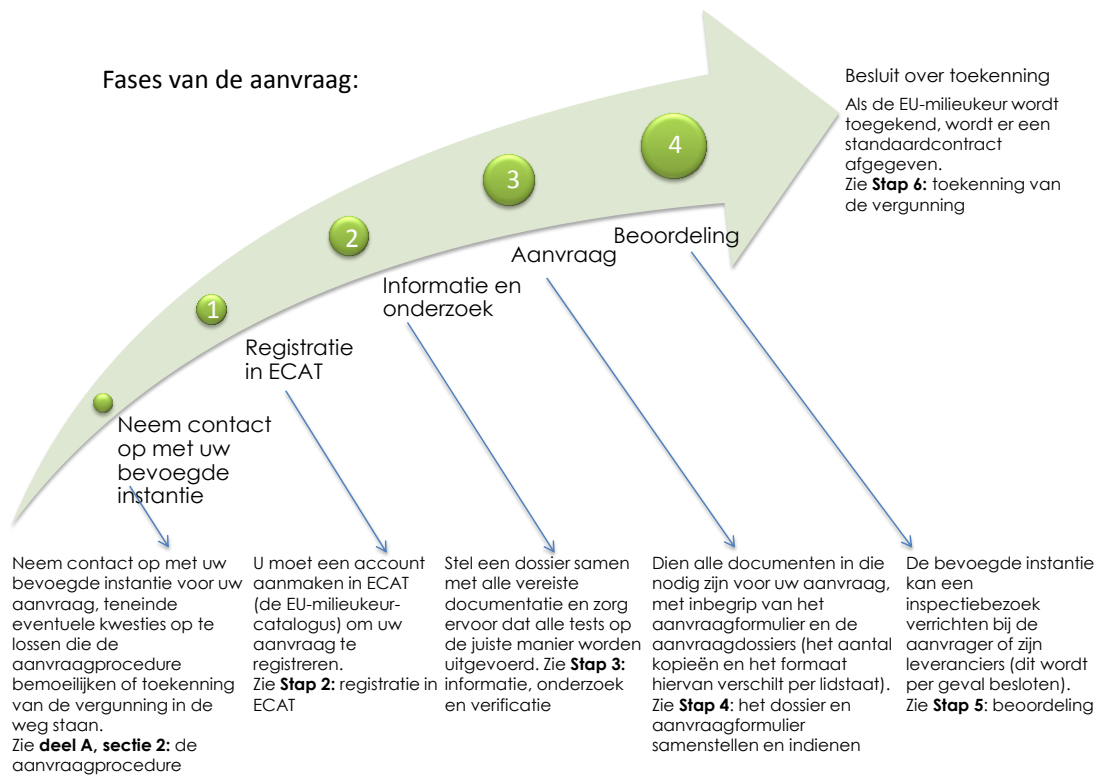 Fases van de aanvraag:
Besluit over toekenning
Als de EU-milieukeur wordt
toegekend, wordt er een
standaardcontract
afgegeven.
Zie Stap 6: toekenning van
de vergunning
4
3
2
1
Beoordeling
Aanvraag
Informatie en
onderzoek
Registratie
in ECAT
Neem contact
op met uw
bevoegde
instantie
Neem contact op met uw
bevoegde instantie voor uw
aanvraag, teneinde
eventuele kwesties op te
lossen die de
aanvraagprocedure
bemoeilijken of toekenning
van de vergunning in de
weg staan.
Zie deel A, sectie 2: de
aanvraagprocedure
U moet een account
aanmaken in ECAT
(de EU-milieukeur-
catalogus) om uw
aanvraag te
registreren.
Zie Stap 2: registratie in
ECAT
Stel een dossier samen
met alle vereiste
documentatie en zorg
ervoor dat alle tests op
de juiste manier worden
uitgevoerd. Zie Stap 3:
informatie, onderzoek
en verificatie
Dien alle documenten in die
nodig zijn voor uw aanvraag,
met inbegrip van het
aanvraagformulier en de
aanvraagdossiers (het aantal
kopieën en het formaat
hiervan verschilt per lidstaat).
Zie Stap 4: het dossier en
aanvraagformulier
samenstellen en indienen
De bevoegde instantie
kan een
inspectiebezoek
verrichten bij de
aanvrager of zijn
leveranciers (dit wordt
per geval besloten).
Zie Stap 5: beoordeling